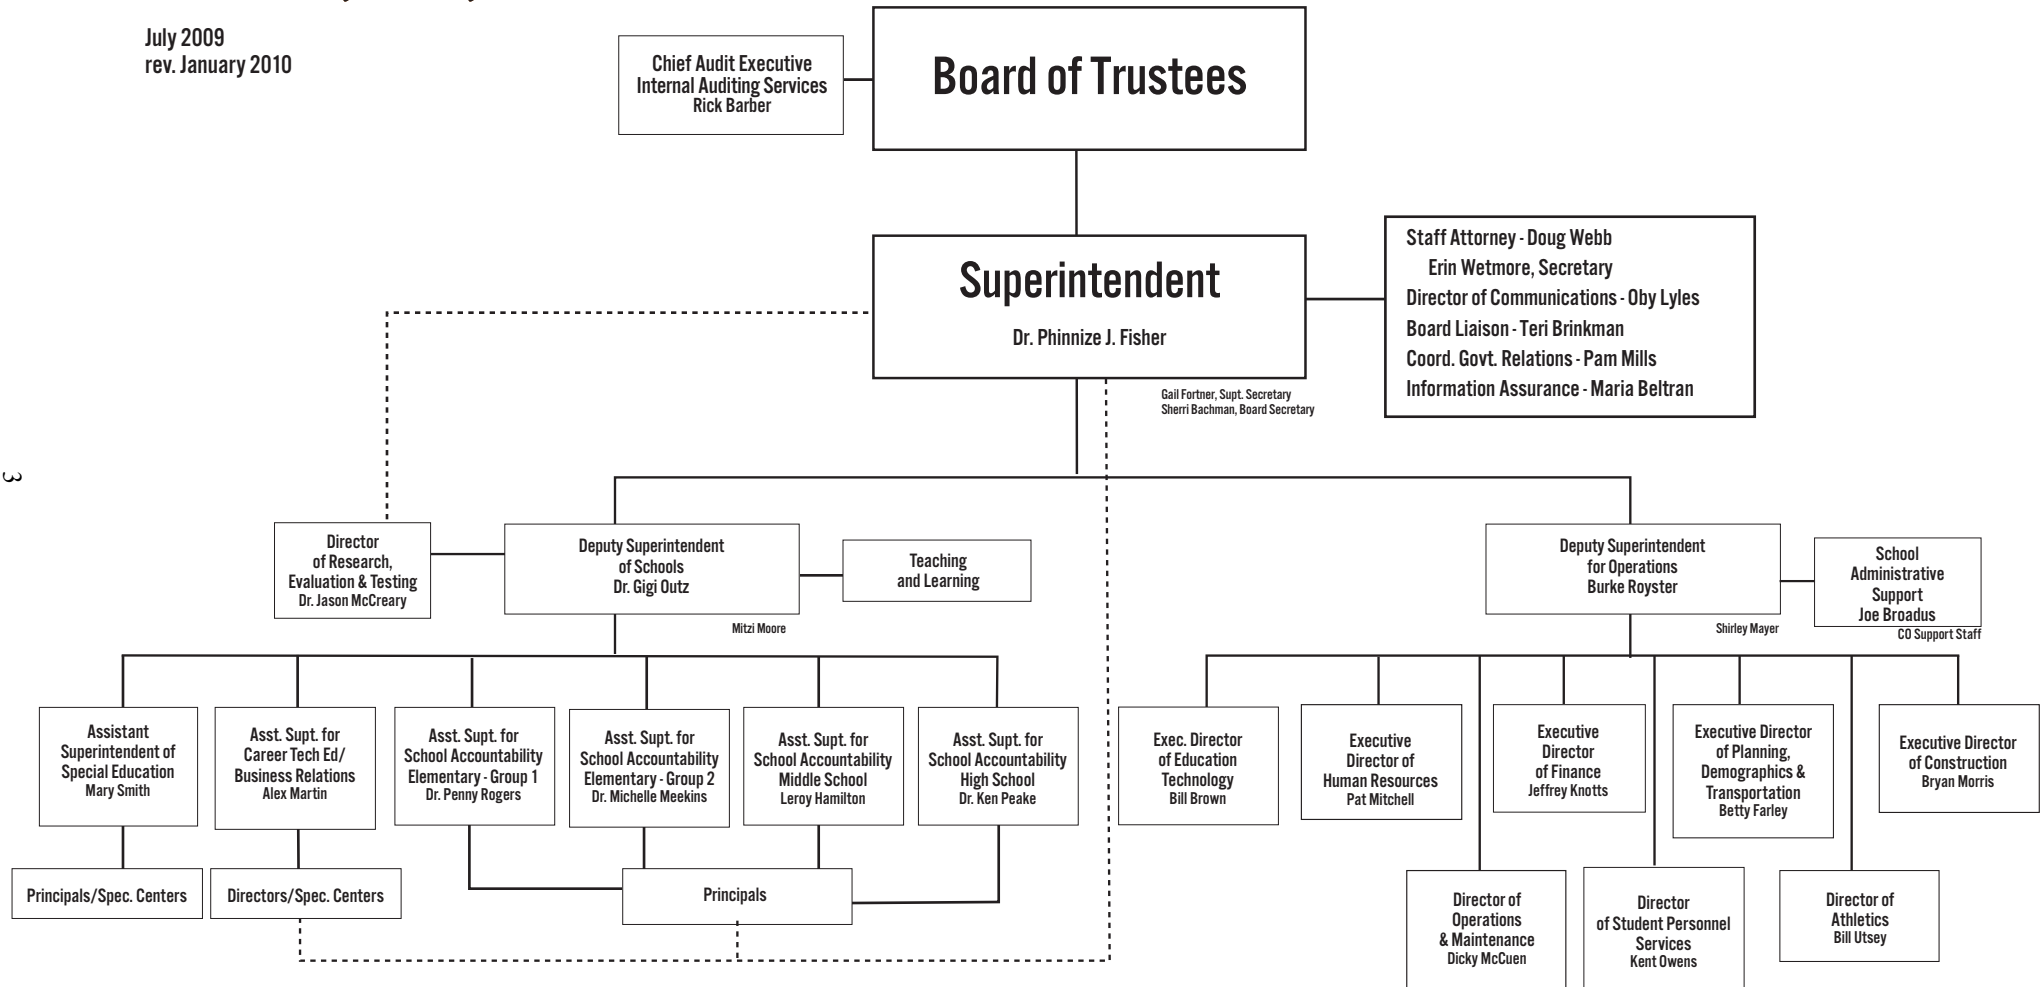 July 2009
rev. January 2010
Chief Audit Executive
Internal Auditing Services
Rick Barber
Board of Trustees
Superintendent
Dr. Phinnize J. Fisher
Staff Attorney - Doug Webb
Erin Wetmore, Secretary
Director of Communications - Oby Lyles
Board Liaison - Teri Brinkman
Coord. Govt. Relations - Pam Mills
Information Assurance - Maria Beltran
Gail Fortner, Supt. Secretary
Sherri Bachman, Board Secretary
3
Director
of Research,
Evaluation & Testing
Dr. Jason McCreary
Deputy Superintendent
of Schools
Dr. Gigi Outz
Mitzi Moore
Teaching
and Learning
Deputy Superintendent
for Operations
Burke Royster
Shirley Mayer
School
Administrative
Support
Joe Broadus
CO Support Staff
Assistant
Superintendent of
Special Education
Mary Smith
Asst. Supt. for
Career Tech Ed/
Business Relations
Alex Martin
Asst. Supt. for
School Accountability
Elementary - Group 1
Dr. Penny Rogers
Asst. Supt. for
School Accountability
Elementary - Group 2
Dr. Michelle Meekins
Asst. Supt. for
School Accountability
Middle School
Leroy Hamilton
Asst. Supt. for
School Accountability
High School
Dr. Ken Peake
Exec. Director
of Education
Technology
Bill Brown
Executive
Director of
Human Resources
Pat Mitchell
Executive
Director
of Finance
Jeffrey Knotts
Executive Director
of Planning,
Demographics &
Transportation
Betty Farley
Executive Director
of Construction
Bryan Morris
Principals/Spec. Centers
Directors/Spec. Centers
Principals
Director of
Operations
& Maintenance
Dicky McCuen
Director
of Student Personnel
Services
Kent Owens
Director of
Athletics
Bill Utsey